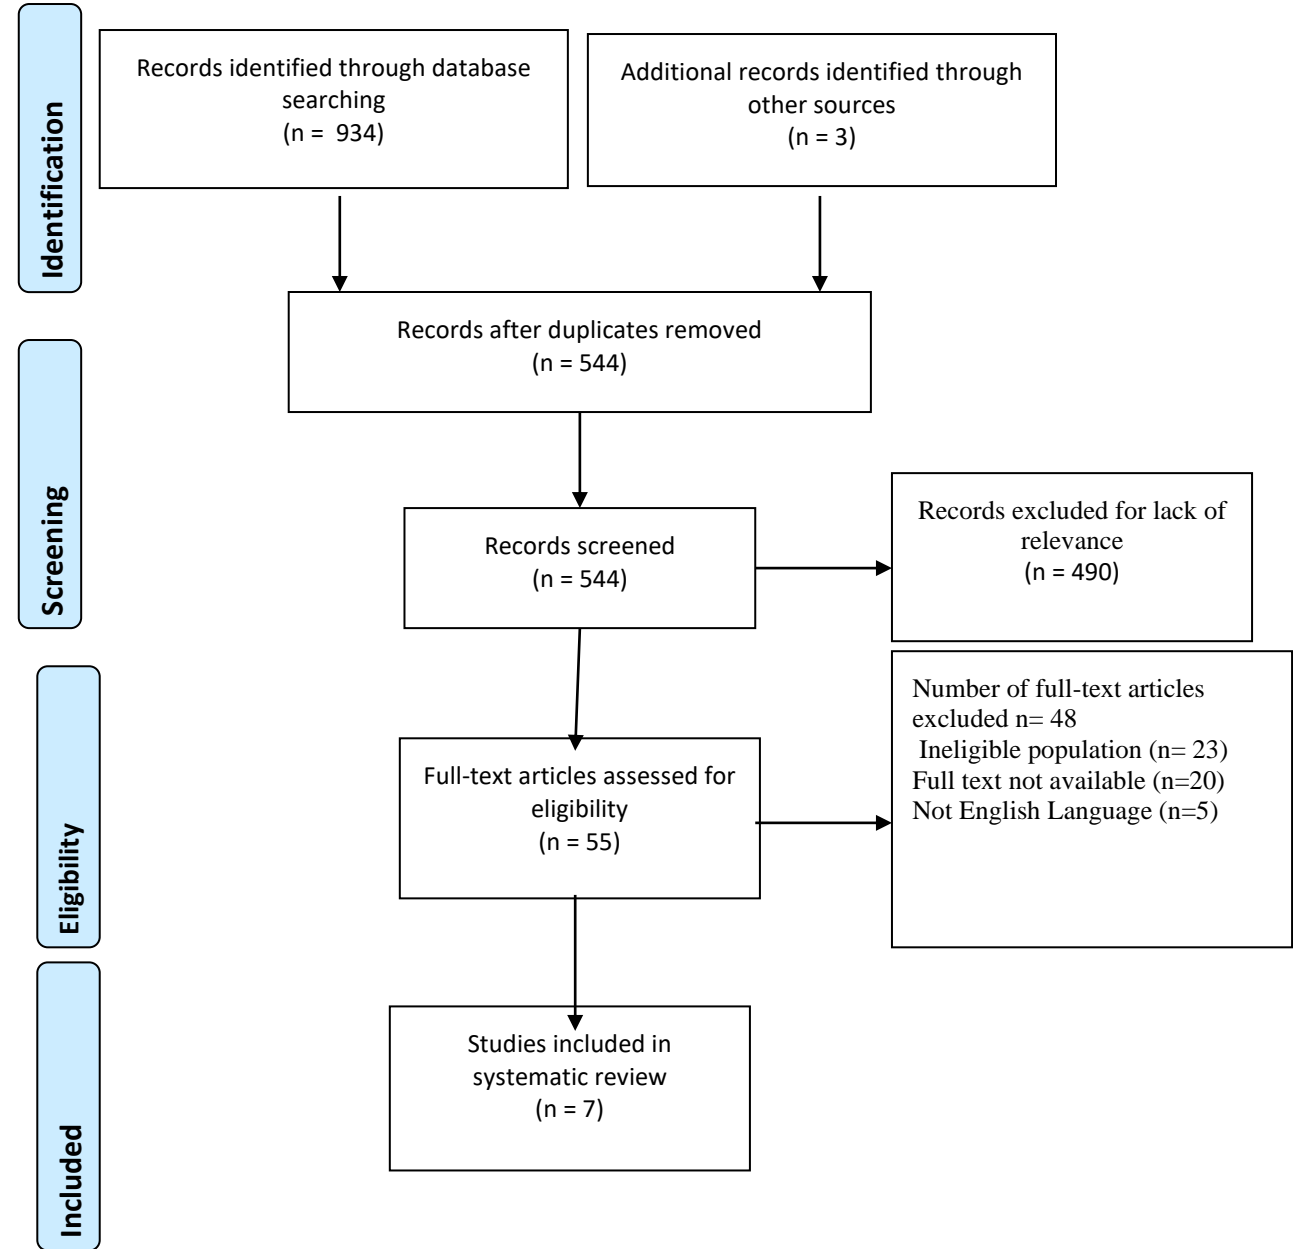 Identification
Records identified through database
searching
(n =  934)
Additional records identified through
other sources
(n = 3)
Records after duplicates removed
(n = 544)
Screening
Records screened
(n = 544)
Records excluded for lack of
relevance
(n = 490)
Eligibility
Full-text articles assessed for
eligibility
(n = 55)
Number of full-text articles
excluded n= 48
Ineligible population (n= 23)
Full text not available (n=20)
Not English Language (n=5)
Included
Studies included in
systematic review
(n = 7)